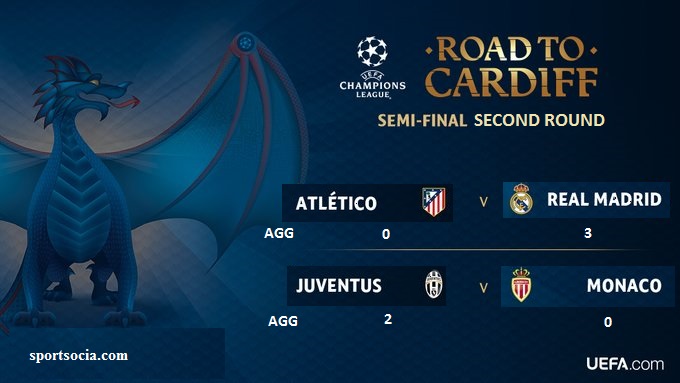 UEFA
CHAMPIONS
LEAGUE®
·ROAD TO·
CARDIFF
SEMI-FINAL SECOND ROUND
ATLÉTICO v REAL MADRID
AGG 0 3
JUVENTUS v MONACO
AGG 2 0
sportsocia.com
UEFA.com